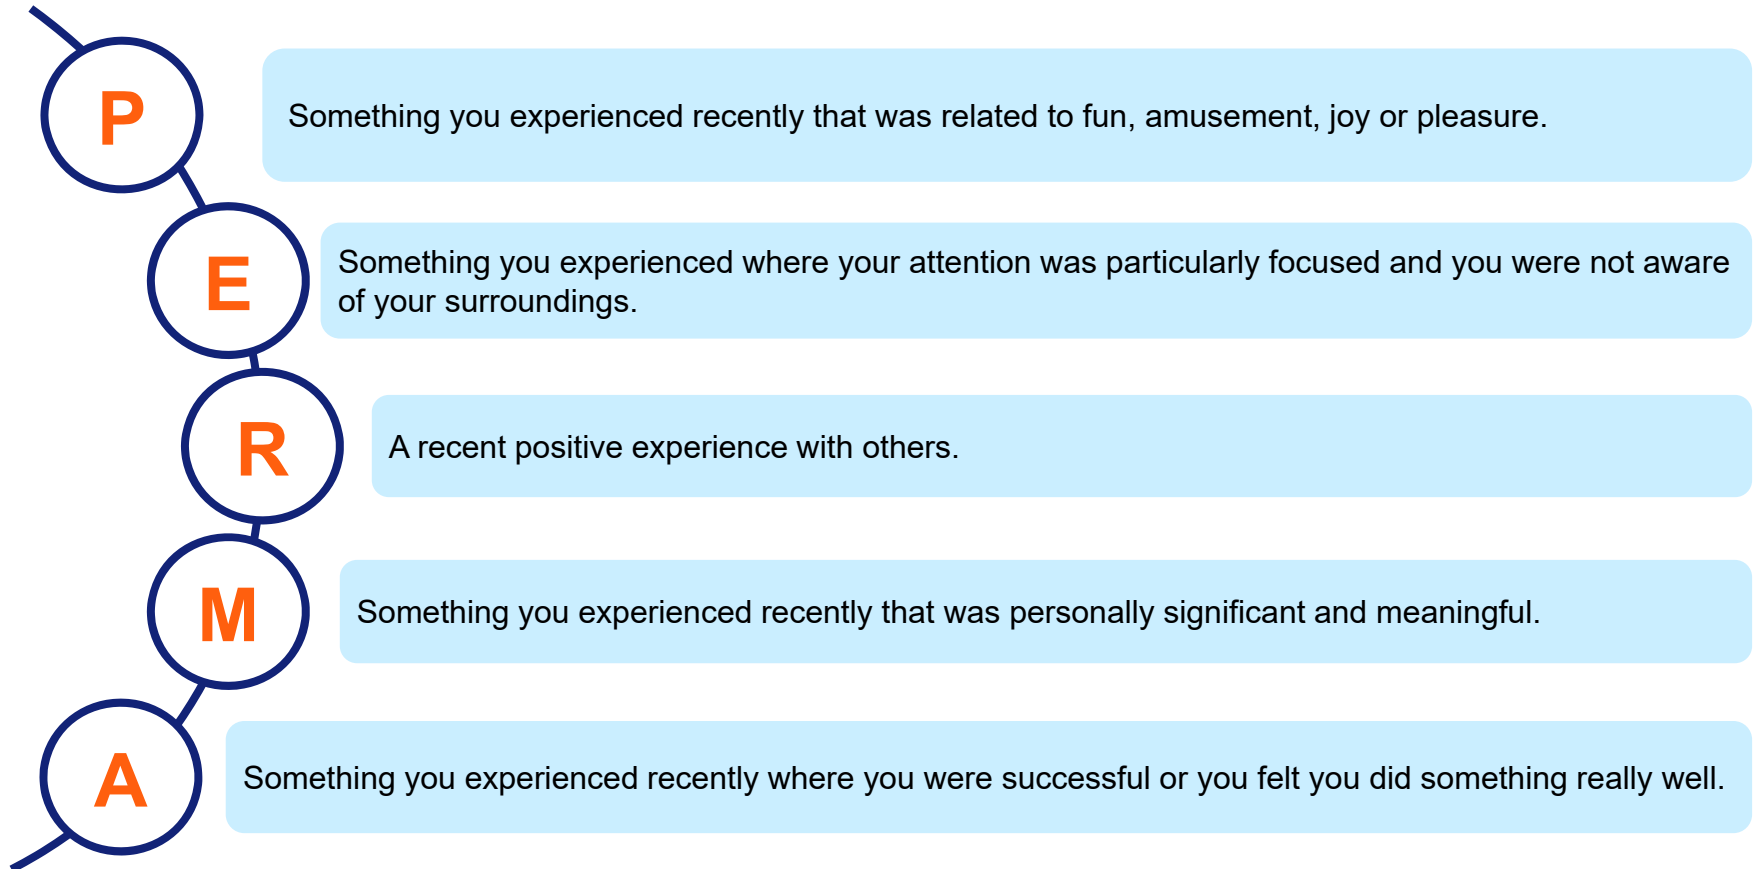 P
Something you experienced recently that was related to fun, amusement, joy or pleasure.
E
Something you experienced where your attention was particularly focused and you were not aware
of your surroundings.
R
A recent positive experience with others.
M
Something you experienced recently that was personally significant and meaningful.
A
Something you experienced recently where you were successful or you felt you did something really well.